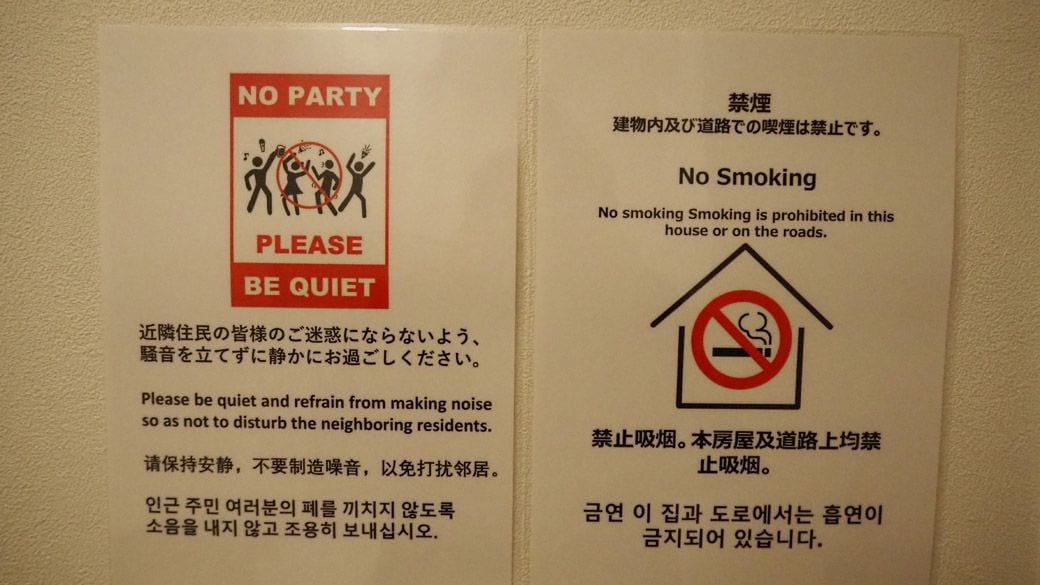 NO PARTY
PLEASE
BE QUIET
近隣住民の皆様のご迷惑にならないよう、
騒音を立てずに静かにお過ごしください。
Please be quiet and refrain from making noise
so as not to disturb the neighboring residents.
请保持安静，不要制造噪音，以免打扰邻居。
인근 주민 여러분의 폐를 끼치지 않도록
소음을 내지 않고 조용히 보내십시오.
禁煙
建物内及び道路での喫煙は禁止です。
No Smoking
No smoking Smoking is prohibited in this
house or on the roads.
禁止吸烟。本房屋及道路上均禁
止吸烟。
금연 이 집과 도로에서는 흡연이
금지되어 있습니다.